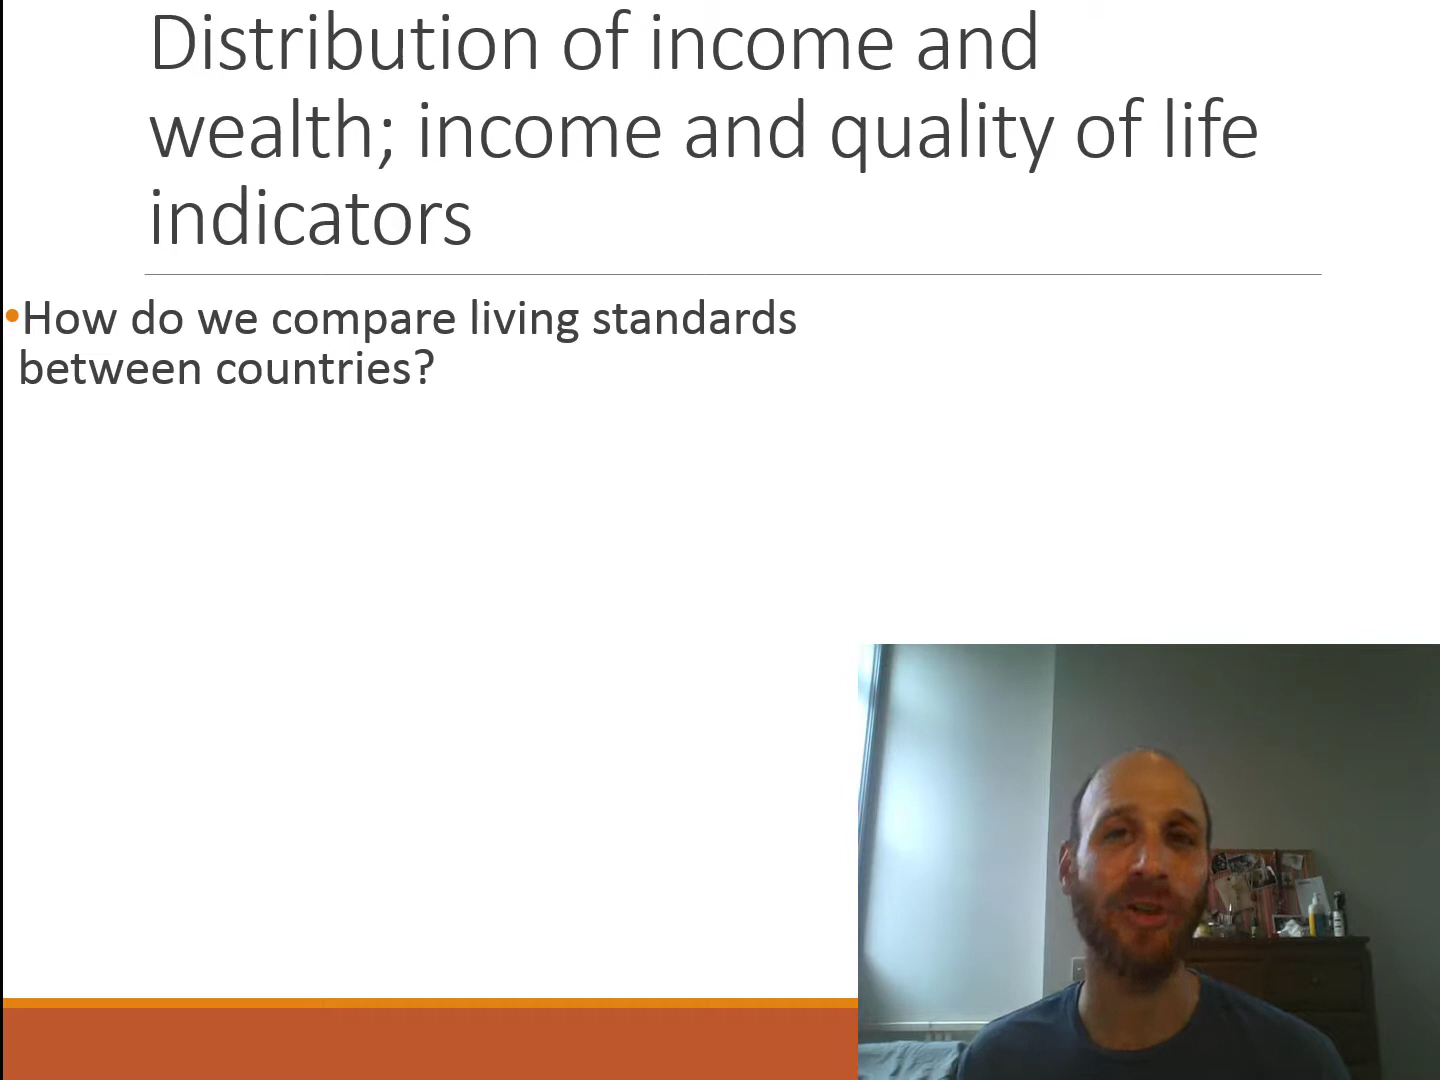 Distribution of income and
wealth; income and quality of life
indicators
•How do we compare living standards
between countries?